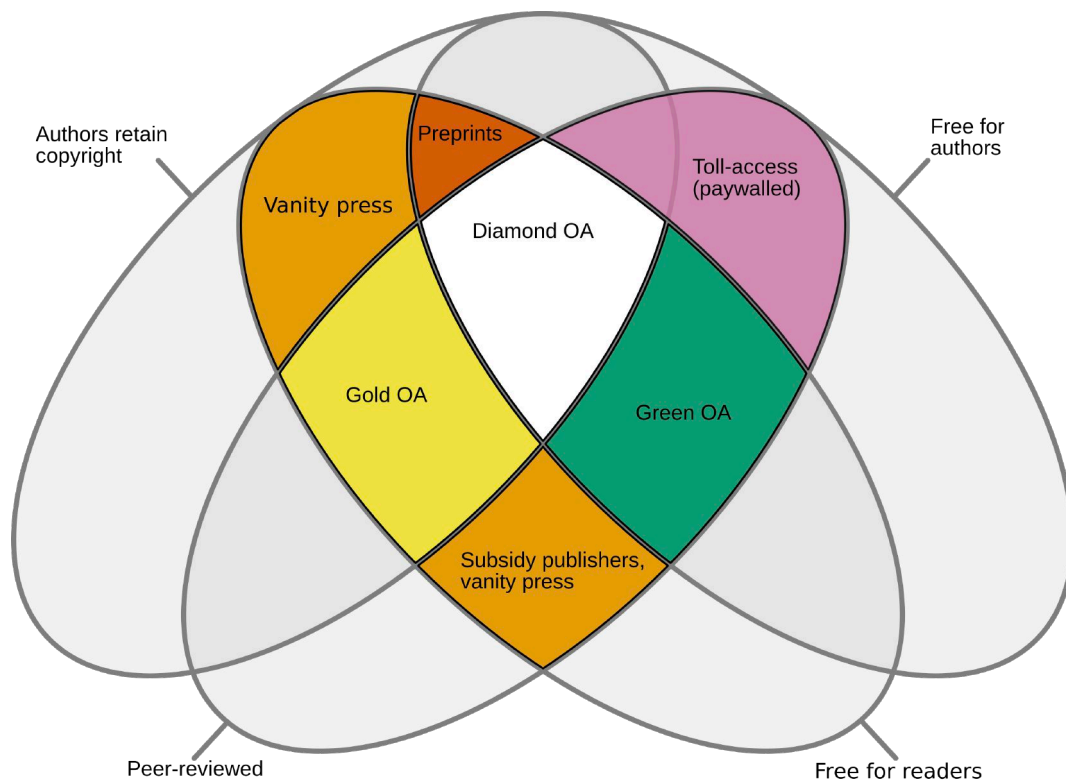 Authors retain
copyright
Free for
authors
Preprints
Toll-access
(paywalled)
Vanity press
Diamond OA
Gold OA
Green OA
Subsidy publishers,
vanity press
Peer-reviewed
Free for readers